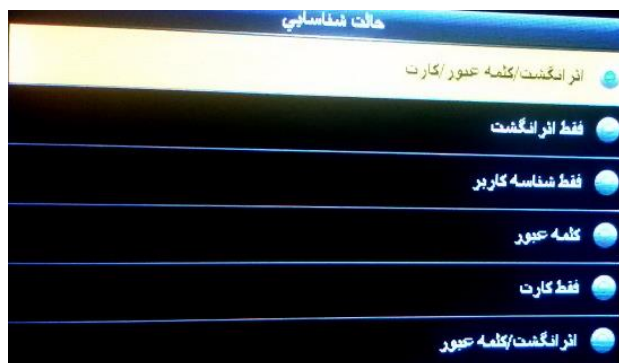 حالت شناسايي
اثر انگشت/کلمه عبور/کارت
فقط اثر انگشت
فقط شناسه کاربر
کلمه عبور
فقط کارت
اثر انگشت/کلمه عبور